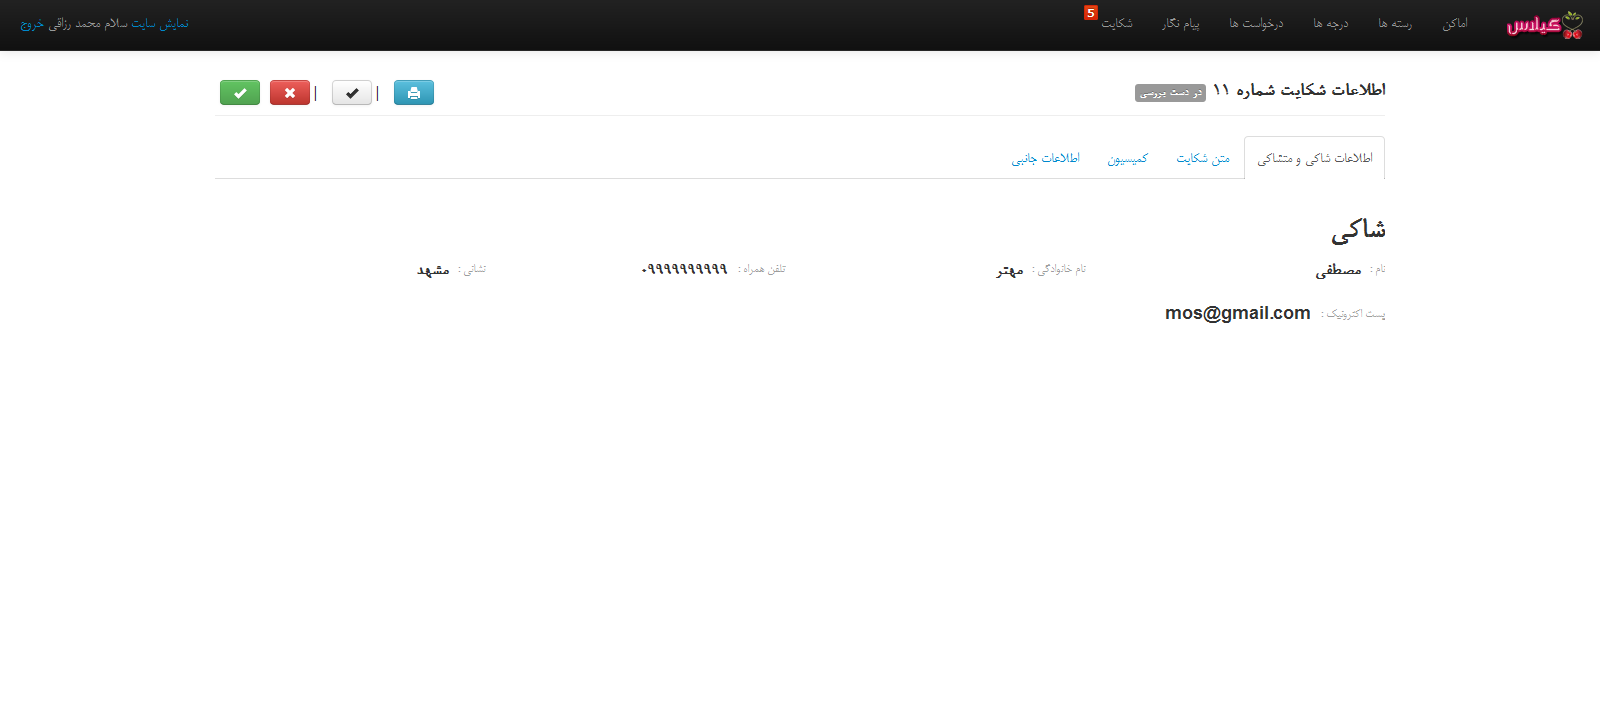 گیلاس اماکن رسته ها درجه ها درخواست ها پیام نگار شکایت 5 نمایش سایت سلام محمد رزاقی خروج
اطلاعات شکایت شماره ۱۱ در دست بررسی
| |
اطلاعات شاکی و متشاکی متن شکایت کمیسیون اطلاعات جانبی
شاکی
نام : مصطفی نام خانوادگی : مهتر تلفن همراه : ۰۹۹۹۹۹۹۹۹۹۹ نشانی : مشهد
پست اکترونیک : mos@gmail.com